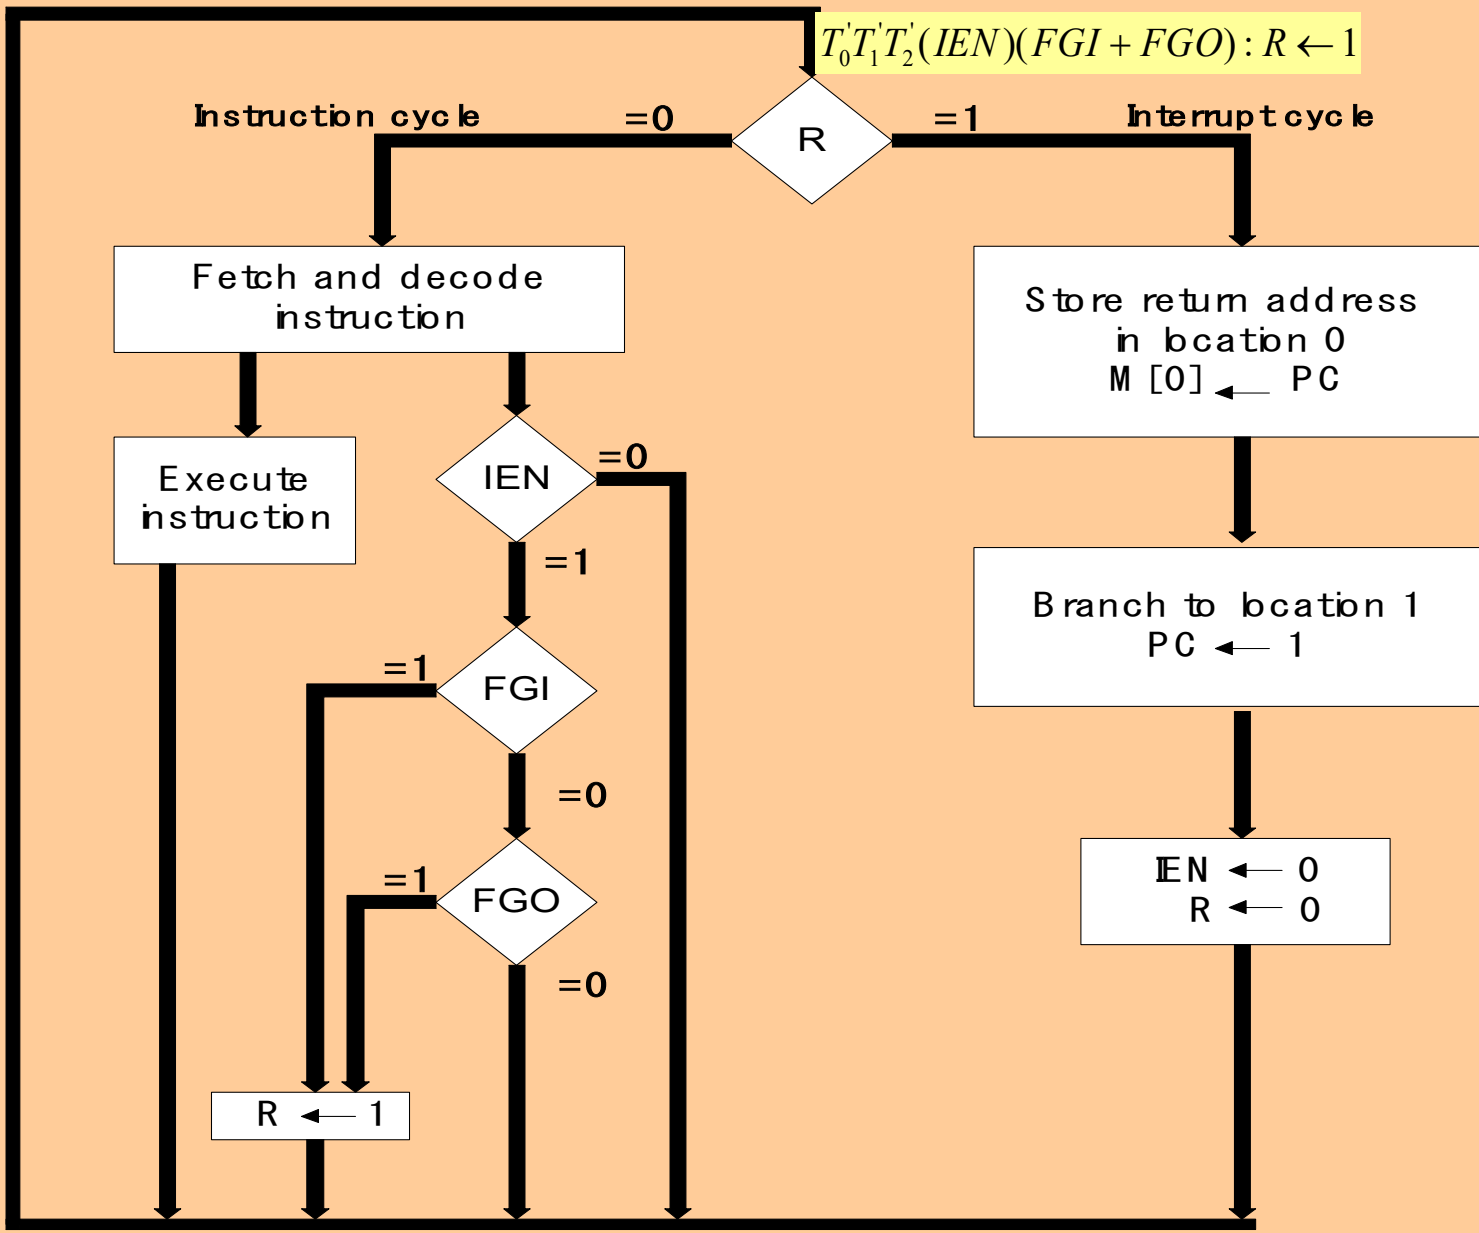 T₀'T₁'T₂'(IEN)(FGI + FGO) : R ← 1
Instruction cycle
=0
R
=1
Interrupt cycle
Fetch and decode
instruction
Store return address
in location 0
M[0] ← PC
Execute
instruction
IEN
=0
=1
Branch to location 1
PC ← 1
=1
FGI
=0
IEN ← 0
R ← 0
=1
FGO
=0
R ← 1